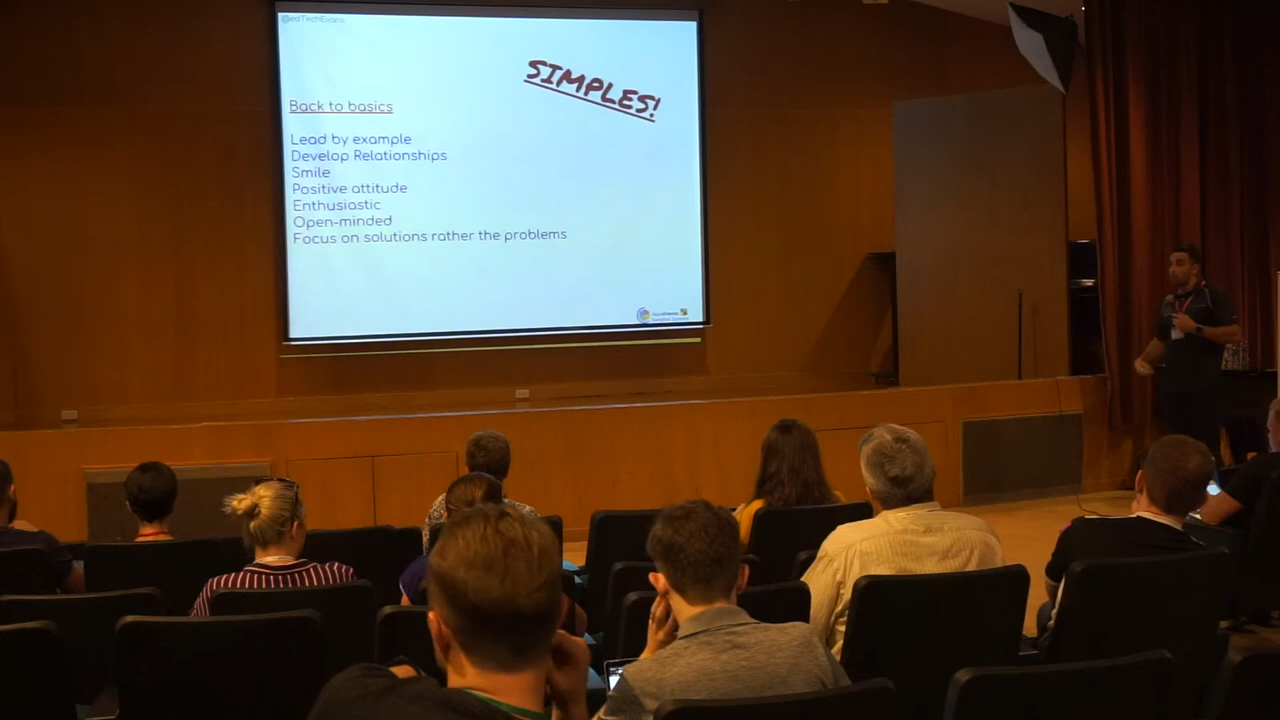 @edTechEvans
SIMPLES!
Back to basics
Lead by example
Develop Relationships
Smile
Positive attitude
Enthusiastic
Open-minded
Focus on solutions rather the problems